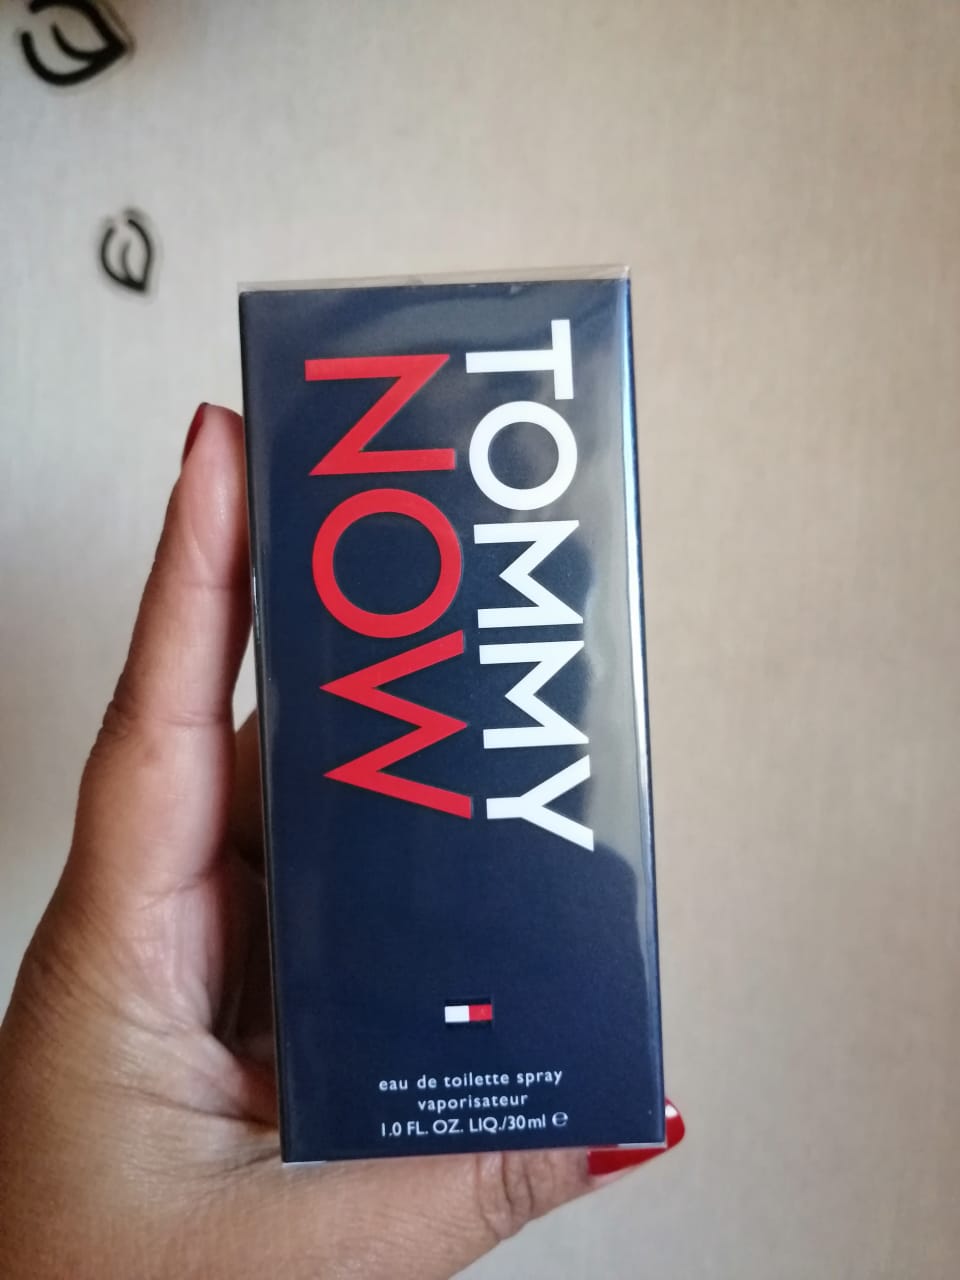 TOMMY
NOW
eau de toilette spray
vaporisateur
1.0 FL. OZ. LIQ./30ml ℮